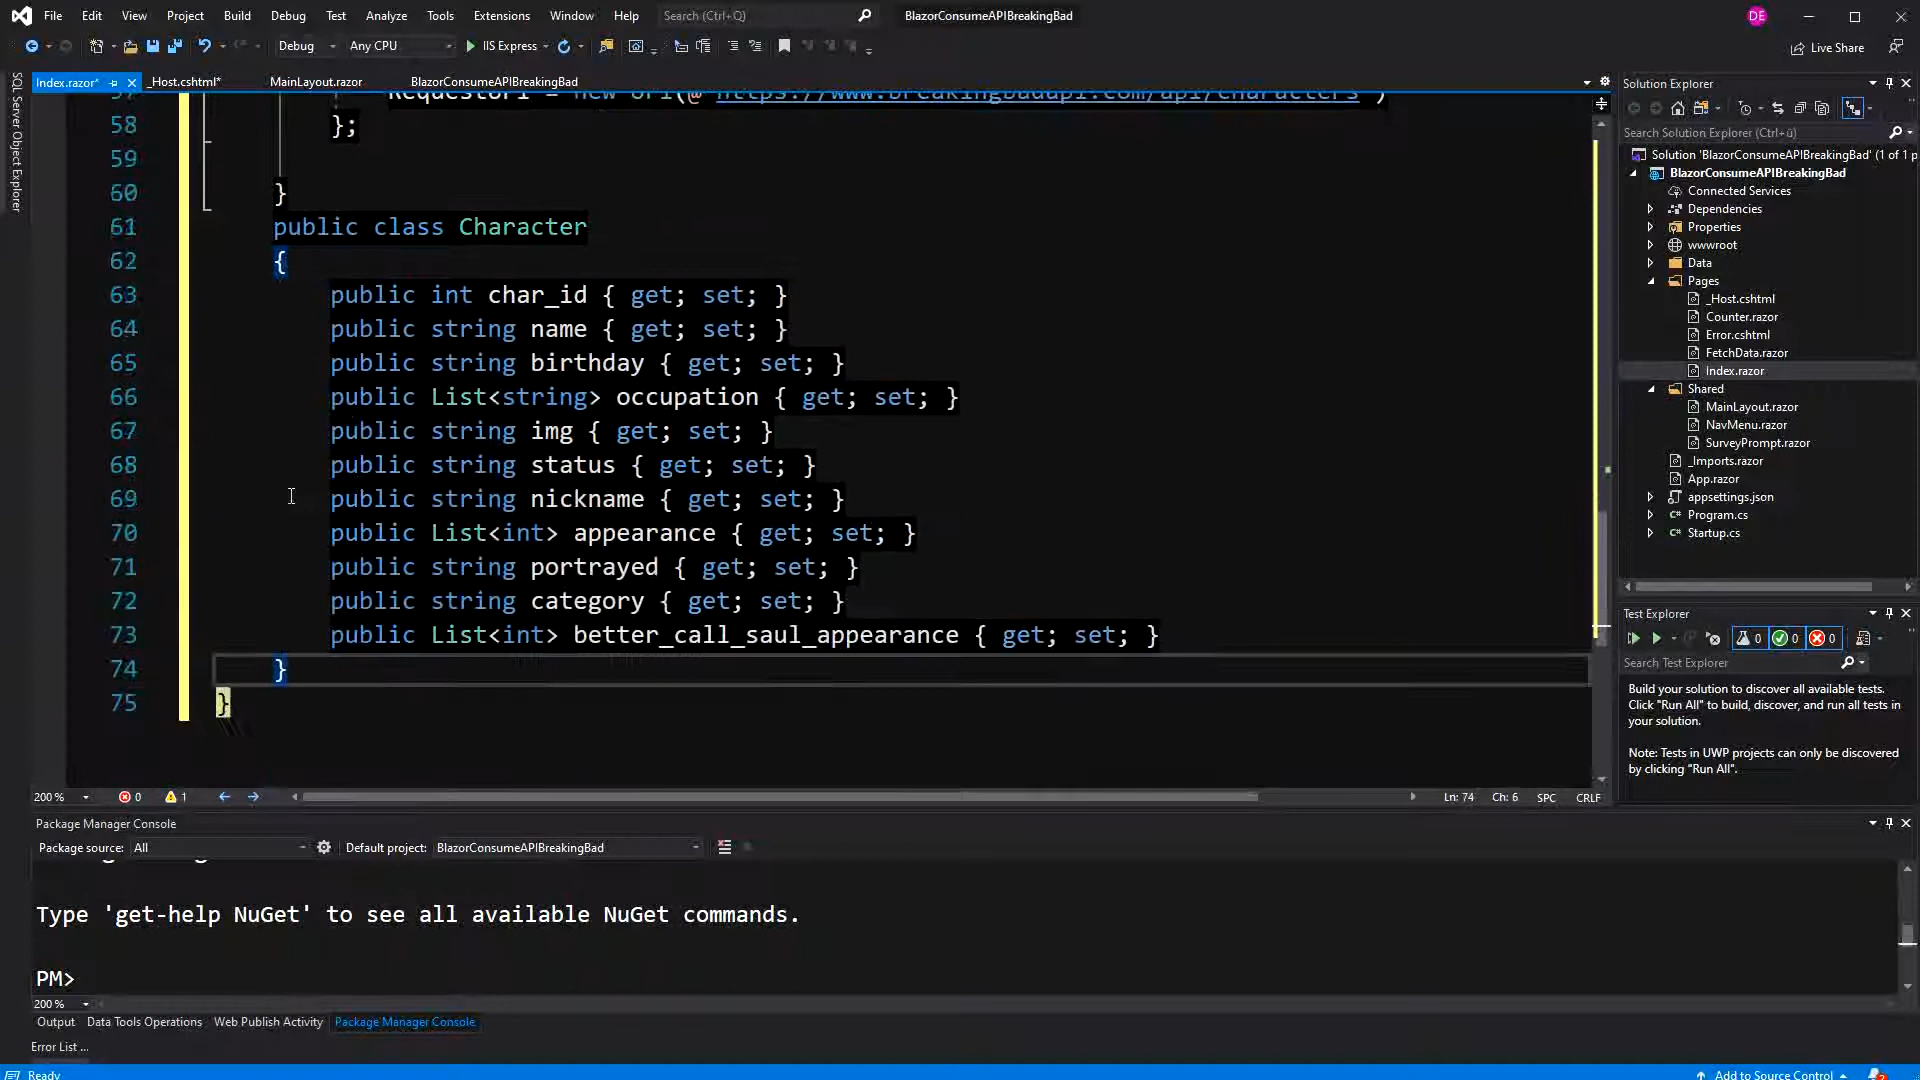 File Edit View Project Build Debug Test Analyze Tools Extensions Window Help Search (Ctrl+Q) BlazorConsumeAPIBreakingBad DE
Debug Any CPU IIS Express Live Share
SQL Server Object Explorer
Index.razor* _Host.cshtml* MainLayout.razor BlazorConsumeAPIBreakingBad
57 RequestUri = new Uri(@"https://www.breakingbadapi.com/api/characters")
58 };
59
60 }
61 public class Character
62 {
63 public int char_id { get; set; }
64 public string name { get; set; }
65 public string birthday { get; set; }
66 public List<string> occupation { get; set; }
67 public string img { get; set; }
68 public string status { get; set; }
69 public string nickname { get; set; }
70 public List<int> appearance { get; set; }
71 public string portrayed { get; set; }
72 public string category { get; set; }
73 public List<int> better_call_saul_appearance { get; set; }
74 }
75 }
200 % 0 1 Ln: 74 Ch: 6 SPC CRLF
Solution Explorer
Search Solution Explorer (Ctrl+ü)
Solution 'BlazorConsumeAPIBreakingBad' (1 of 1 p
BlazorConsumeAPIBreakingBad
Connected Services
Dependencies
Properties
wwwroot
Data
Pages
_Host.cshtml
Counter.razor
Error.cshtml
FetchData.razor
Index.razor
Shared
MainLayout.razor
NavMenu.razor
SurveyPrompt.razor
_Imports.razor
App.razor
appsettings.json
C# Program.cs
C# Startup.cs
Test Explorer
0 0 0
Search Test Explorer
Build your solution to discover all available tests.
Click "Run All" to build, discover, and run all tests in
your solution.
Note: Tests in UWP projects can only be discovered
by clicking "Run All".
Package Manager Console
Package source: All Default project: BlazorConsumeAPIBreakingBad
Type 'get-help NuGet' to see all available NuGet commands.
PM>
200 %
Output Data Tools Operations Web Publish Activity Package Manager Console
Error List ...
Ready Add to Source Control 2